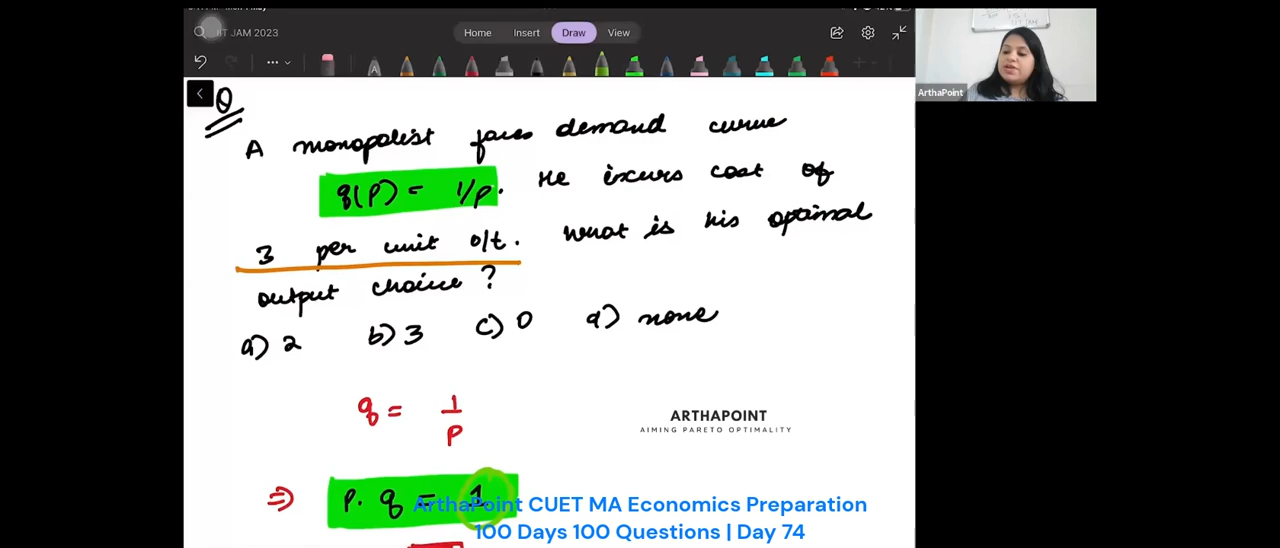 IIT JAM 2023
Home Insert Draw View
ArthaPoint
Q
A monopolist faces demand curve
q(P) = 1/P. He incurs cost of
3 per unit o/t. What is his optimal
output choice?
a) 2 b) 3 c) 0 d) none
q = 1/P
ARTHAPOINT
AIMING PARETO OPTIMALITY
⇒ P. q = 1
ArthaPoint CUET MA Economics Preparation
100 Days 100 Questions | Day 74